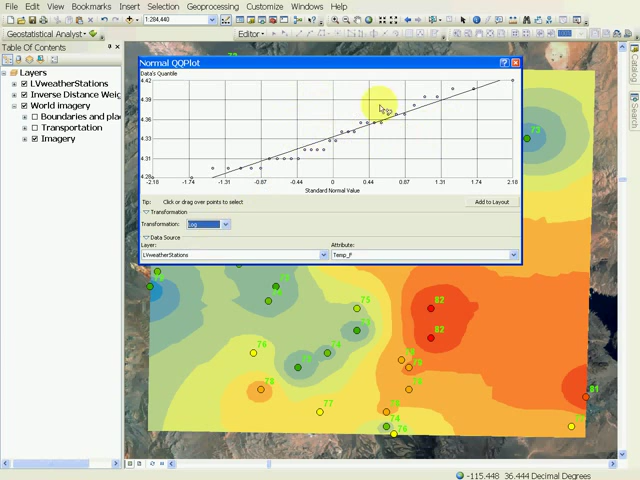 File Edit View Bookmarks Insert Selection Geoprocessing Customize Windows Help
1:284,440
Editor
Geostatistical Analyst
Table Of Contents
Layers
LVweatherStations
Inverse Distance Weig
World imagery
Boundaries and pla
Transportation
Imagery
Catalog
Search
Normal QQPlot
Data's Quantile
4.42
4.39
4.36
4.33
4.31
4.28
-2.18 -1.74 -1.31 -0.87 -0.44 0 0.44 0.87 1.31 1.74 2.18
Standard Normal Value
Tip: Click or drag over points to select
Add to Layout
Transformation
Transformation: Log
Data Source
Layer: Attribute:
LVweatherStations Temp_F
73
82
75
82
76
74
78
77
76
81
-115.448 36.444 Decimal Degrees